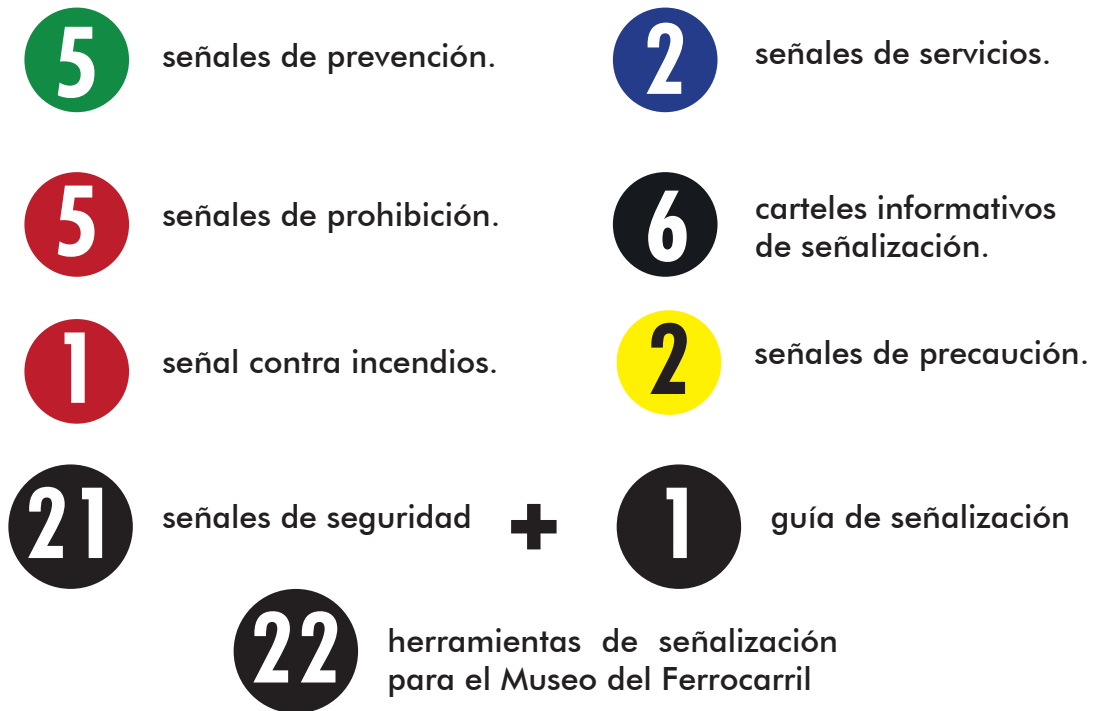 5 señales de prevención.
2 señales de servicios.
5 señales de prohibición.
6 carteles informativos
de señalización.
1 señal contra incendios.
2 señales de precaución.
21 señales de seguridad + 1 guía de señalización
22 herramientas de señalización
para el Museo del Ferrocarril